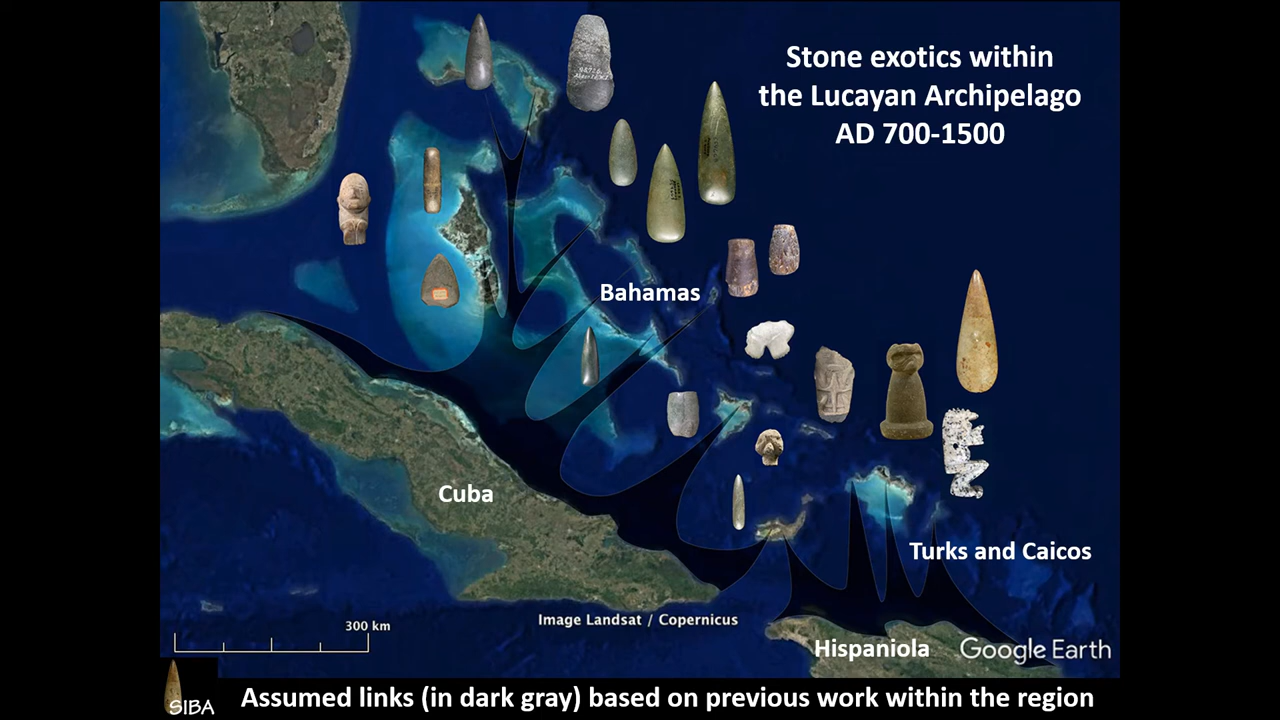 Stone exotics within
the Lucayan Archipelago
AD 700-1500
Bahamas
Cuba
Turks and Caicos
Image Landsat / Copernicus
300 km
Hispaniola
Google Earth
SIBA
Assumed links (in dark gray) based on previous work within the region